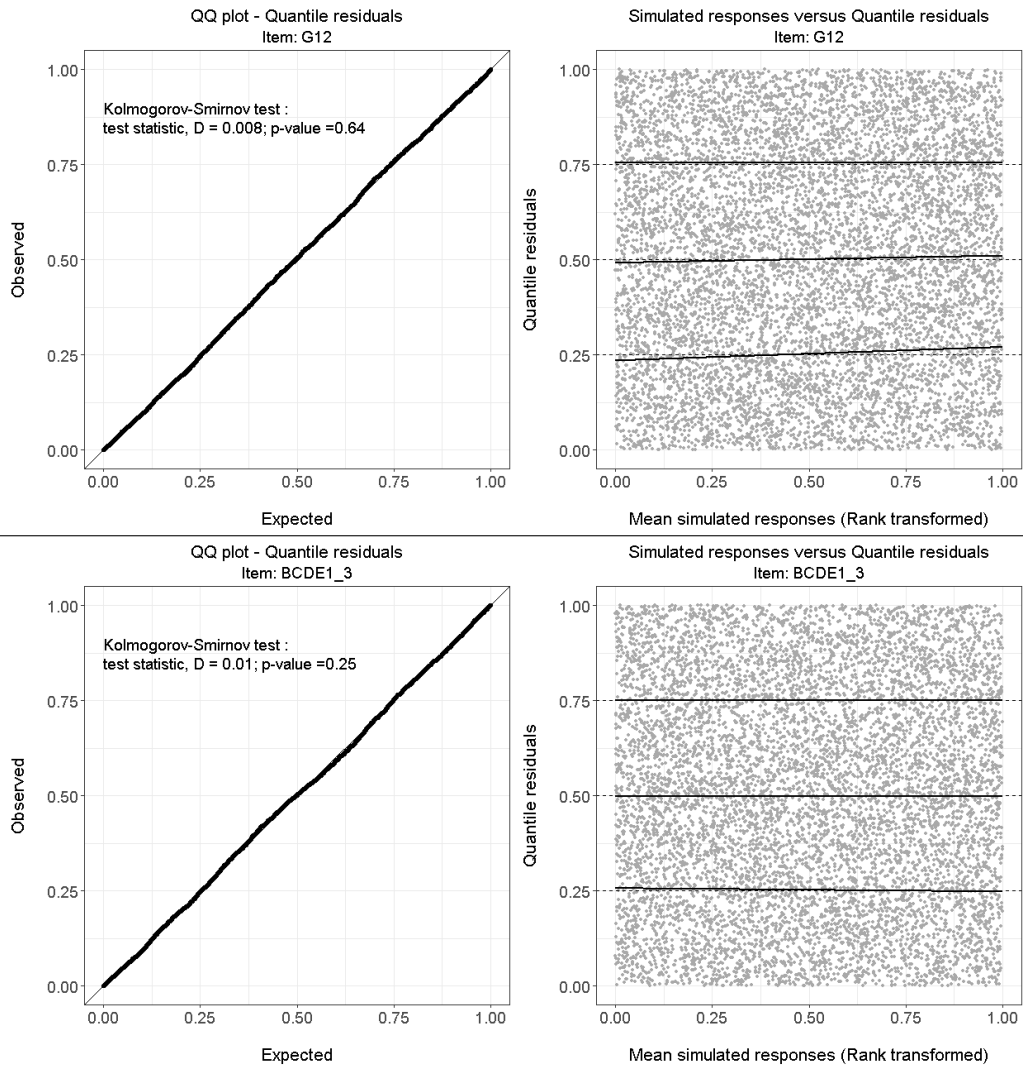 QQ plot - Quantile residuals
Item: G12
1.00
0.75
0.50
0.25
0.00
Observed
Kolmogorov-Smirnov test :
test statistic, D = 0.008; p-value =0.64
0.00 0.25 0.50 0.75 1.00
Expected
Simulated responses versus Quantile residuals
Item: G12
1.00
0.75
0.50
0.25
0.00
Quantile residuals
0.00 0.25 0.50 0.75 1.00
Mean simulated responses (Rank transformed)
QQ plot - Quantile residuals
Item: BCDE1_3
1.00
0.75
0.50
0.25
0.00
Observed
Kolmogorov-Smirnov test :
test statistic, D = 0.01; p-value =0.25
0.00 0.25 0.50 0.75 1.00
Expected
Simulated responses versus Quantile residuals
Item: BCDE1_3
1.00
0.75
0.50
0.25
0.00
Quantile residuals
0.00 0.25 0.50 0.75 1.00
Mean simulated responses (Rank transformed)